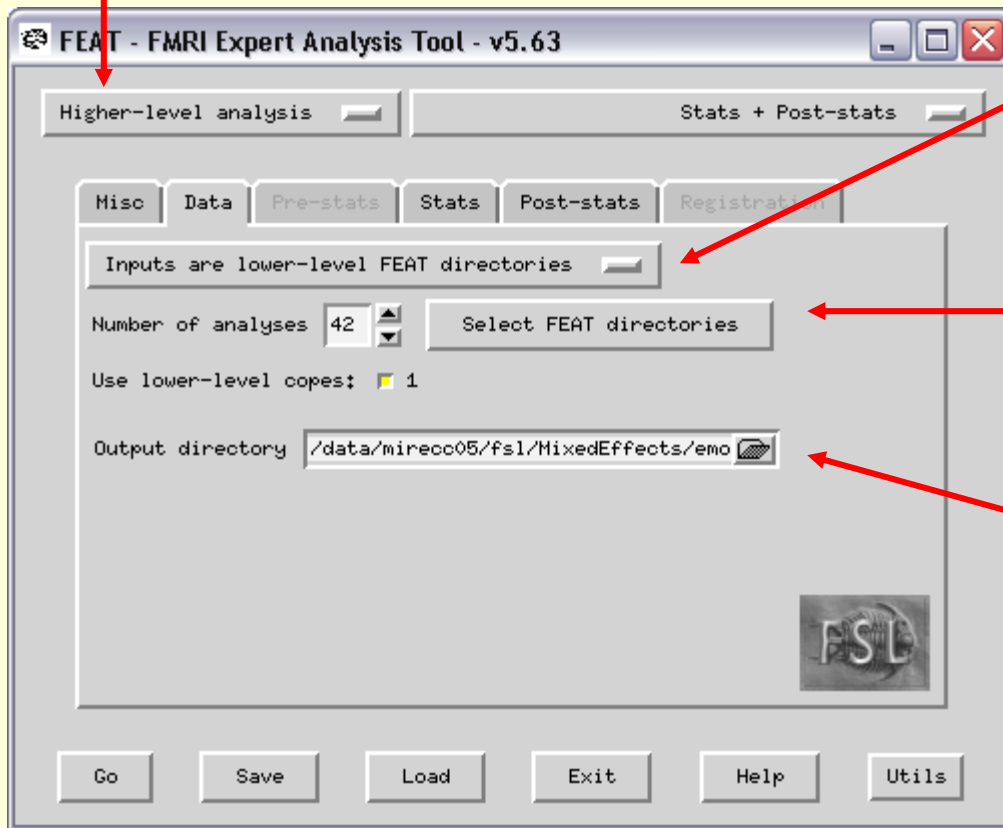 FEAT - FMRI Expert Analysis Tool - v5.63
Higher-level analysis
Stats + Post-stats
Misc Data Pre-stats Stats Post-stats Registration
Inputs are lower-level FEAT directories
Number of analyses 42 Select FEAT directories
Use lower-level copes: 1
Output directory /data/mirecc05/fsl/MixedEffects/emo
FSL
Go Save Load Exit Help Utils